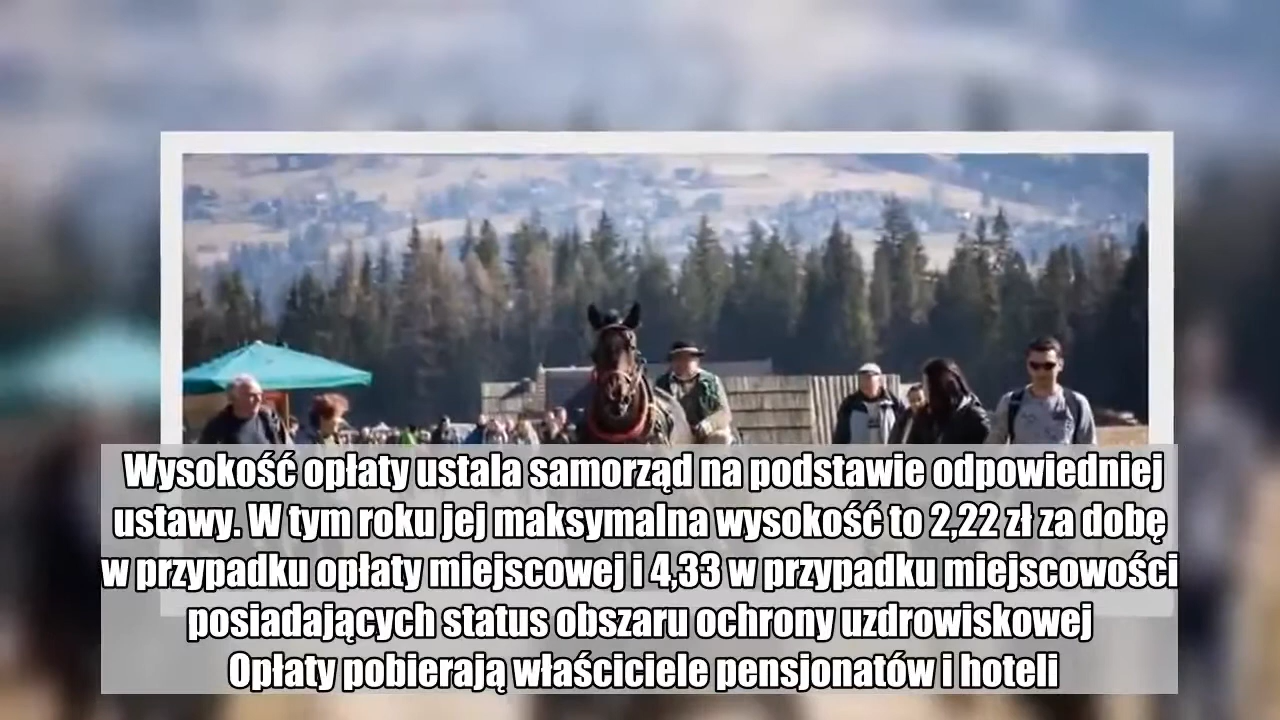 Wysokość opłaty ustala samorząd na podstawie odpowiedniej
ustawy. W tym roku jej maksymalna wysokość to 2,22 zł za dobę
w przypadku opłaty miejscowej i 4,33 w przypadku miejscowości
posiadających status obszaru ochrony uzdrowiskowej
Opłaty pobierają właściciele pensjonatów i hoteli